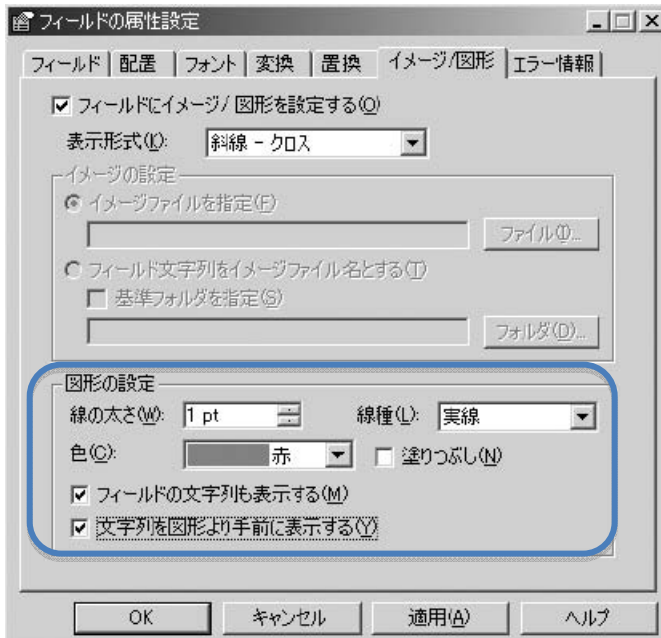 フィールドの属性設定
フィールド 配置 フォント 変換 置換 イメージ/図形 エラー情報
フィールドにイメージ/図形を設定する(O)
表示形式(K): 斜線 - クロス
イメージの設定
イメージファイルを指定(F)
ファイル(I)...
フィールド文字列をイメージファイル名とする(T)
基準フォルダを指定(S)
フォルダ(D)...
図形の設定
線の太さ(W): 1 pt 線種(L): 実線
色(C): 赤 塗りつぶし(N)
フィールドの文字列も表示する(M)
文字列を図形より手前に表示する(Y)
OK キャンセル 適用(A) ヘルプ